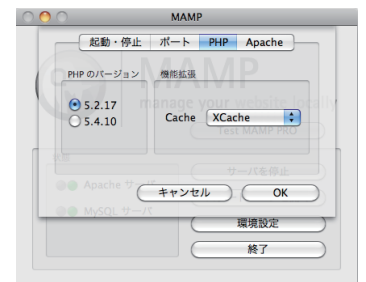 MAMP
起動・停止 ポート PHP Apache
PHP のバージョン 機能拡張
MAMP
manage your website locally
5.2.17
5.4.10
Cache XCache
Test MAMP PRO
状態
サーバを停止
Apache サーバ
キャンセル OK
MySQL サーバ
環境設定
終了